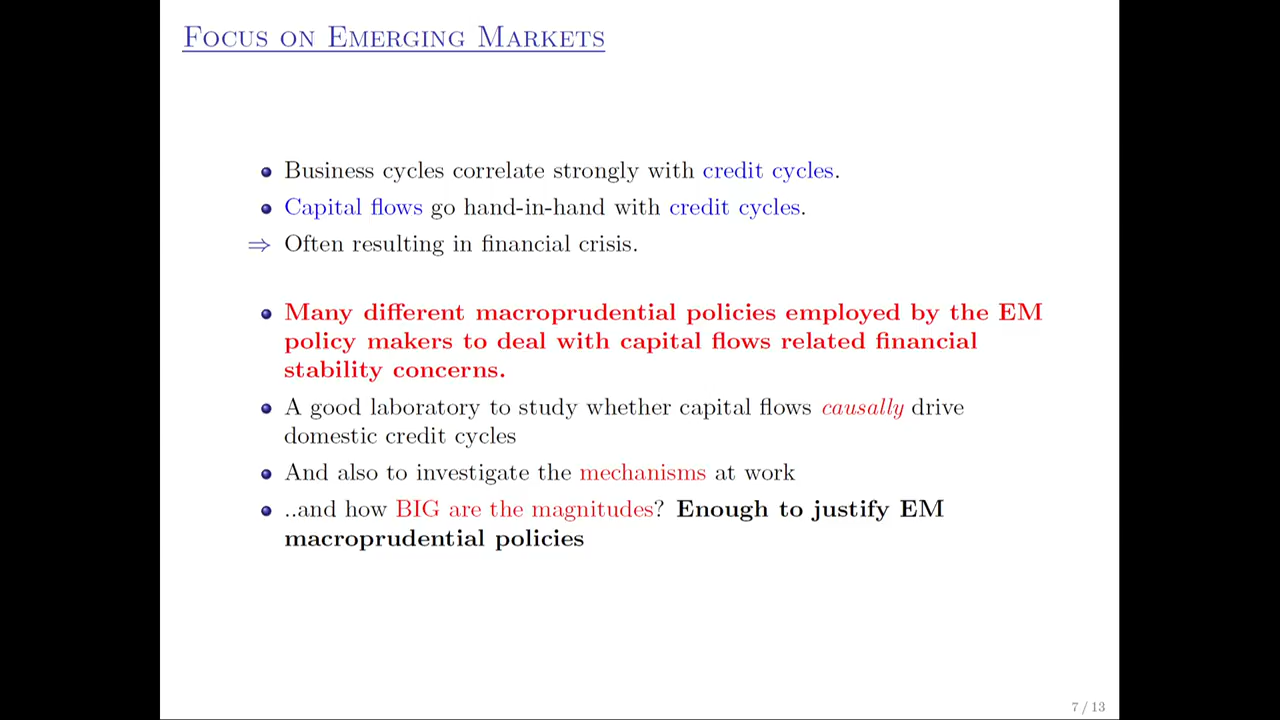 Focus on Emerging Markets
Business cycles correlate strongly with credit cycles.
Capital flows go hand-in-hand with credit cycles.
⇒ Often resulting in financial crisis.
Many different macroprudential policies employed by the EM
policy makers to deal with capital flows related financial
stability concerns.
A good laboratory to study whether capital flows causally drive
domestic credit cycles
And also to investigate the mechanisms at work
..and how BIG are the magnitudes? Enough to justify EM
macroprudential policies
7 / 13